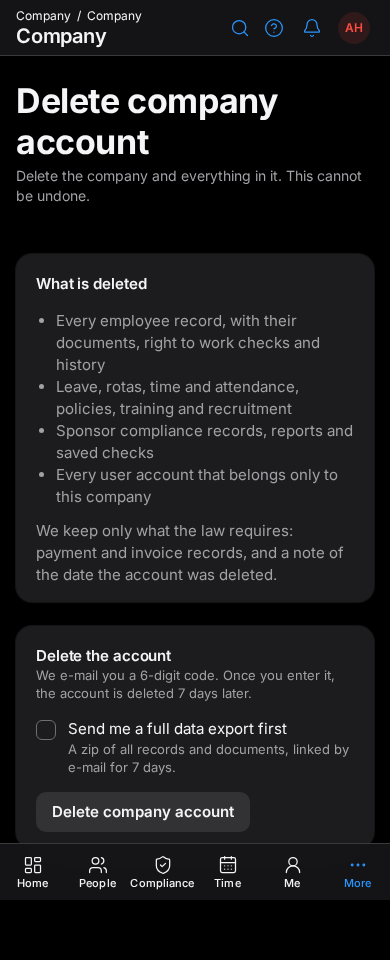 Company / Company
Company
AH
Delete company
account
Delete the company and everything in it. This cannot
be undone.
What is deleted
• Every employee record, with their
documents, right to work checks and
history
• Leave, rotas, time and attendance,
policies, training and recruitment
• Sponsor compliance records, reports and
saved checks
• Every user account that belongs only to
this company
We keep only what the law requires:
payment and invoice records, and a note of
the date the account was deleted.
Delete the account
We e-mail you a 6-digit code. Once you enter it,
the account is deleted 7 days later.
Send me a full data export first
A zip of all records and documents, linked by
e-mail for 7 days.
Delete company account
Home People Compliance Time Me More